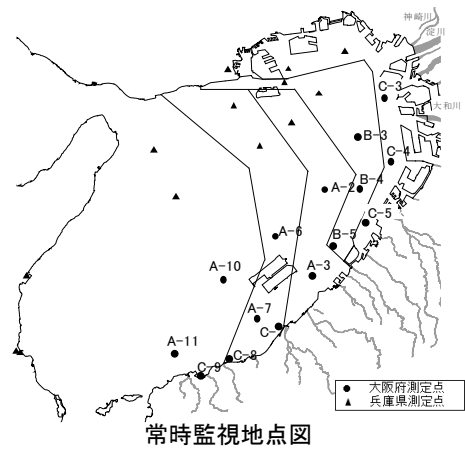 神崎川
淀川
C-3
大和川
B-3
C-4
A-2
B-4
C-5
A-6
B-5
A-10
A-3
A-7
A-11
C-8
C-9
● 大阪府測定点
▲ 兵庫県測定点
常時監視地点図